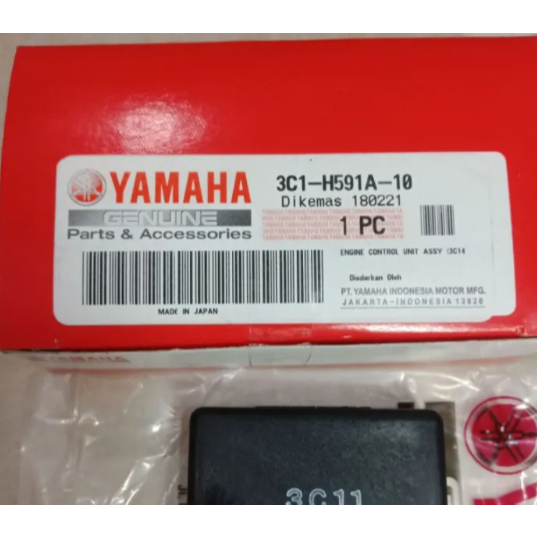 YAMAHA
GENUINE
Parts & Accessories
3C1-H591A-10
Dikemas 180221
1 PC
ENGINE CONTROL UNIT ASSY :3C14
Diedarkan Oleh
PT. YAMAHA INDONESIA MOTOR MFG.
JAKARTA-INDONESIA 13920
MADE IN JAPAN
3C11